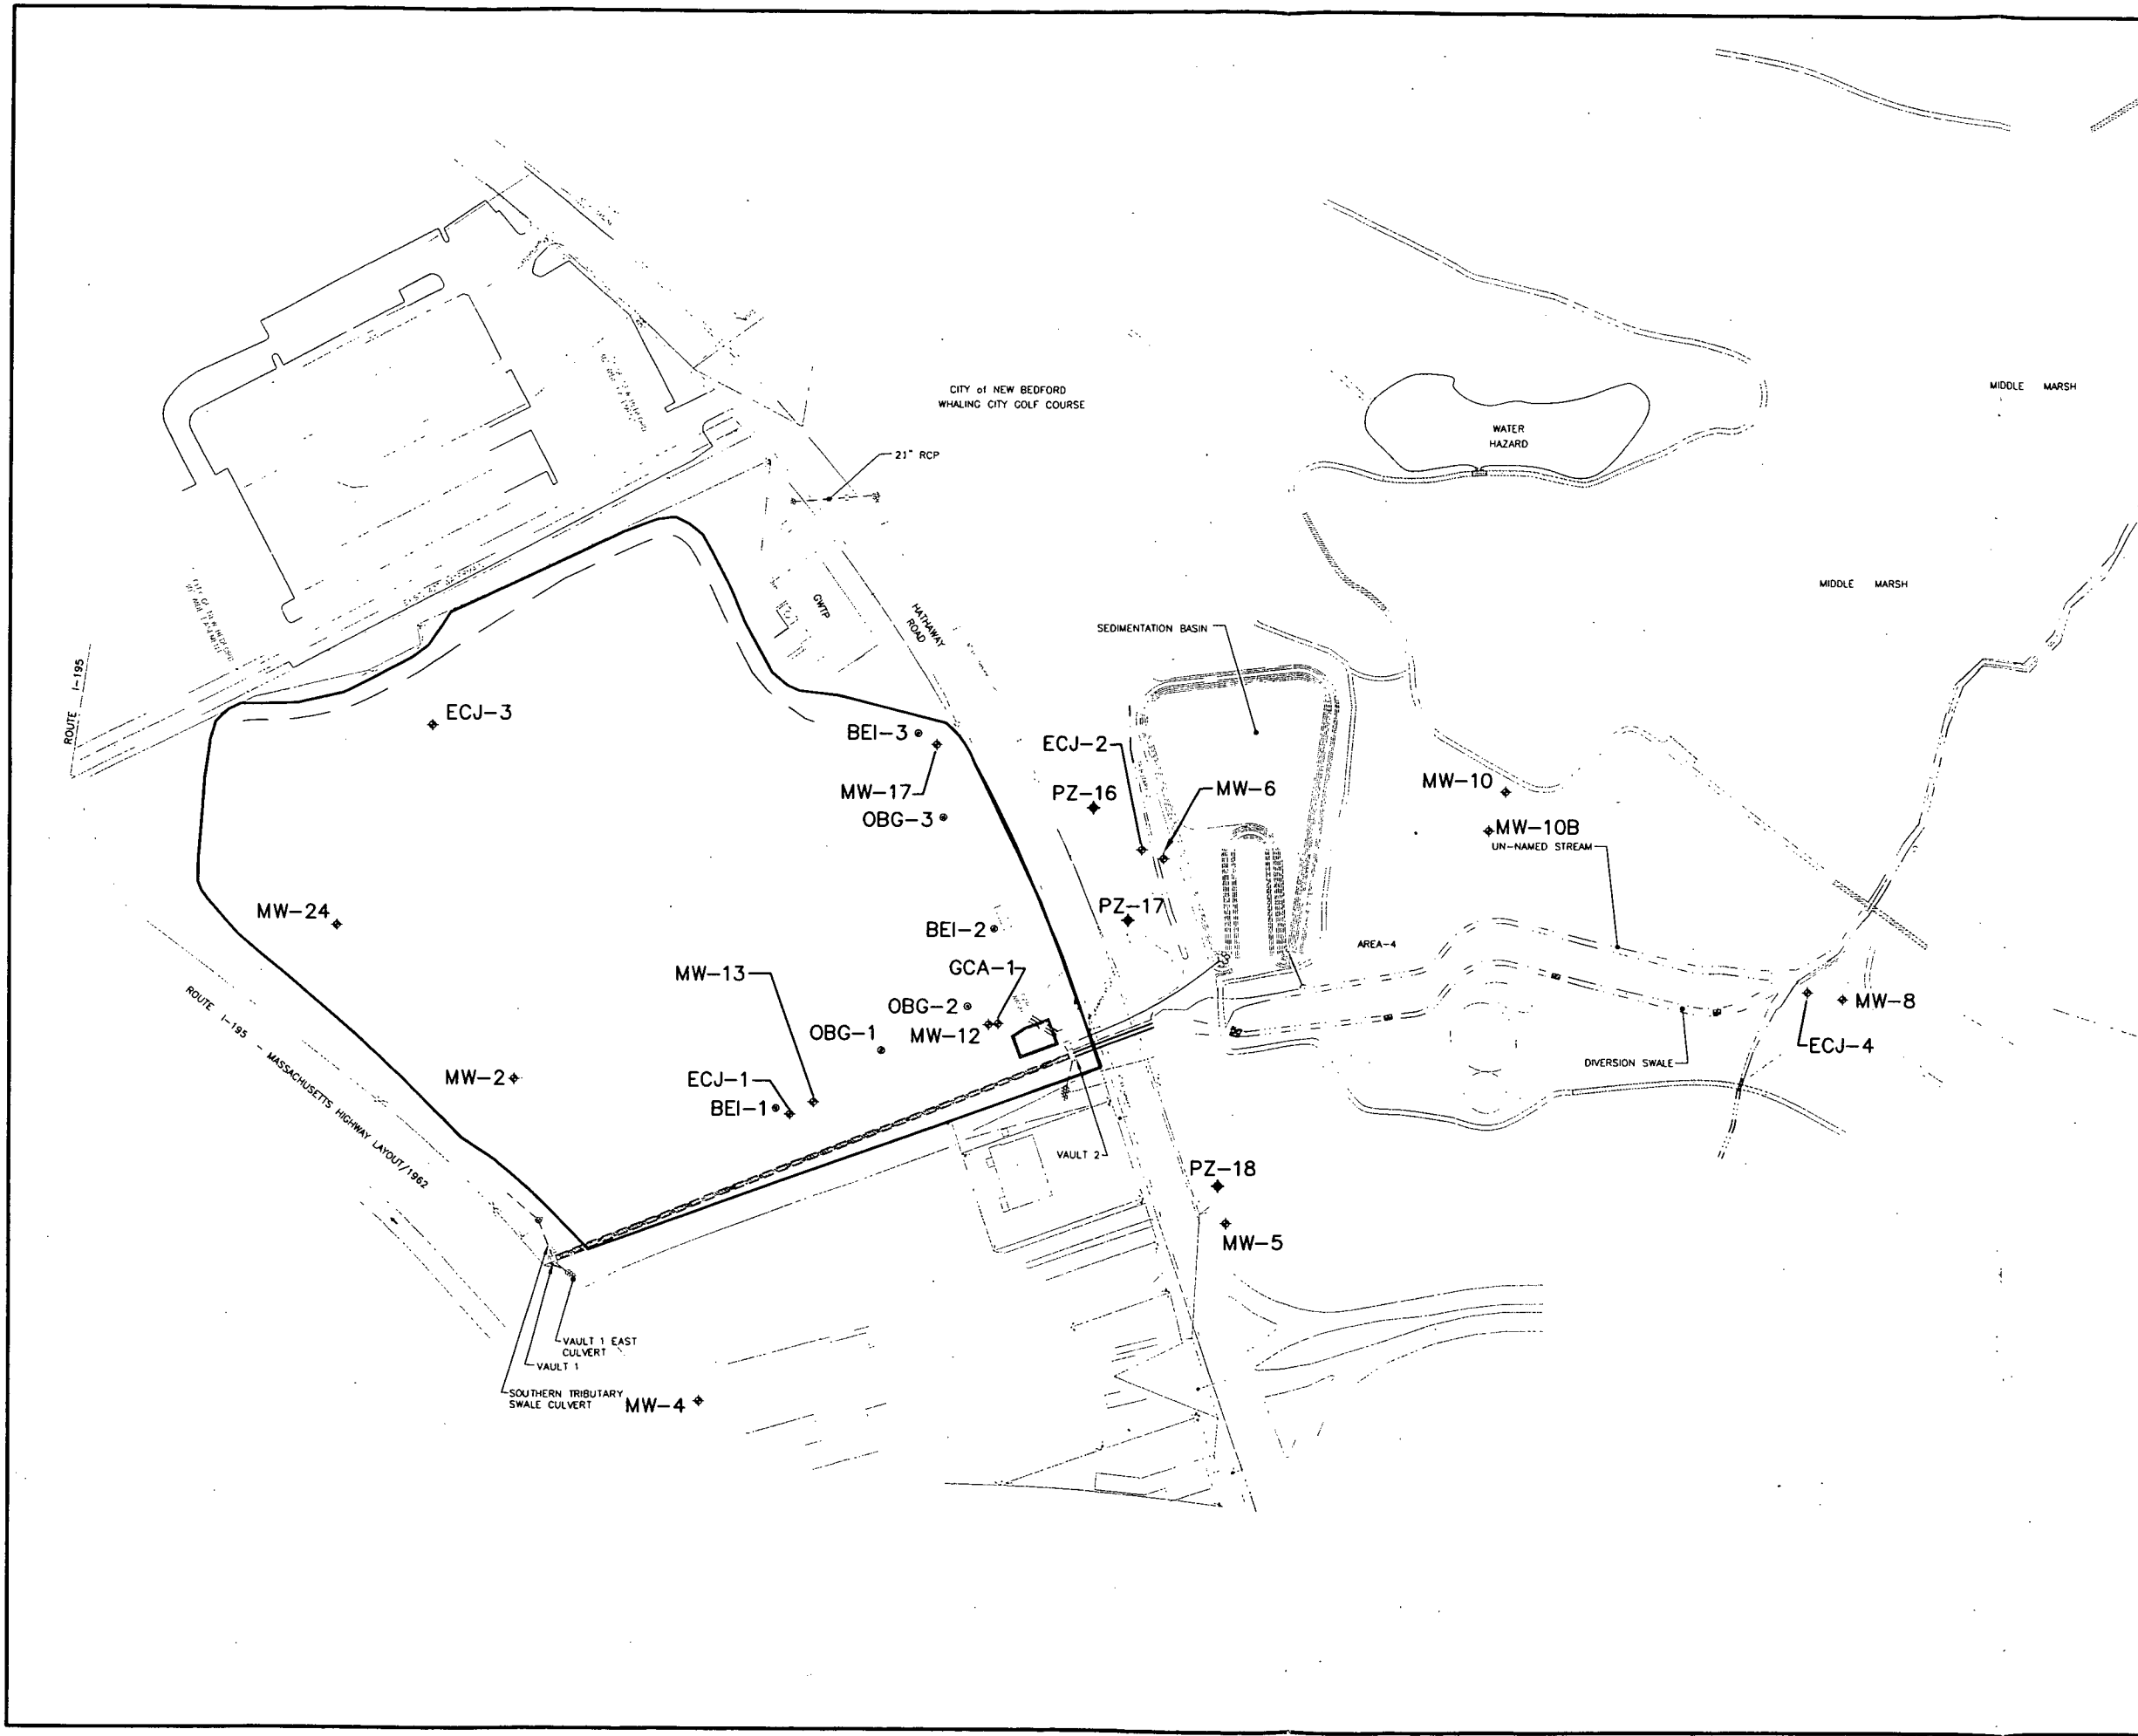 CITY of NEW BEDFORD
WHALING CITY GOLF COURSE
MIDDLE MARSH
WATER
HAZARD
21" RCP
MIDDLE MARSH
GWTP
HATHAWAY
ROAD
SEDIMENTATION BASIN
ROUTE I-195
ECJ-3
BEI-3
ECJ-2
MW-17
PZ-16
MW-6
MW-10
OBG-3
MW-10B
UN-NAMED STREAM
MW-24
PZ-17
BEI-2
AREA-4
MW-13
GCA-1
OBG-2
MW-8
OBG-1
MW-12
ECJ-4
ROUTE I-195 - MASSACHUSETTS HIGHWAY LAYOUT/1962
MW-2
ECJ-1
DIVERSION SWALE
BEI-1
VAULT 2
PZ-18
MW-5
VAULT 1 EAST
CULVERT
VAULT 1
SOUTHERN TRIBUTARY
SWALE CULVERT
MW-4